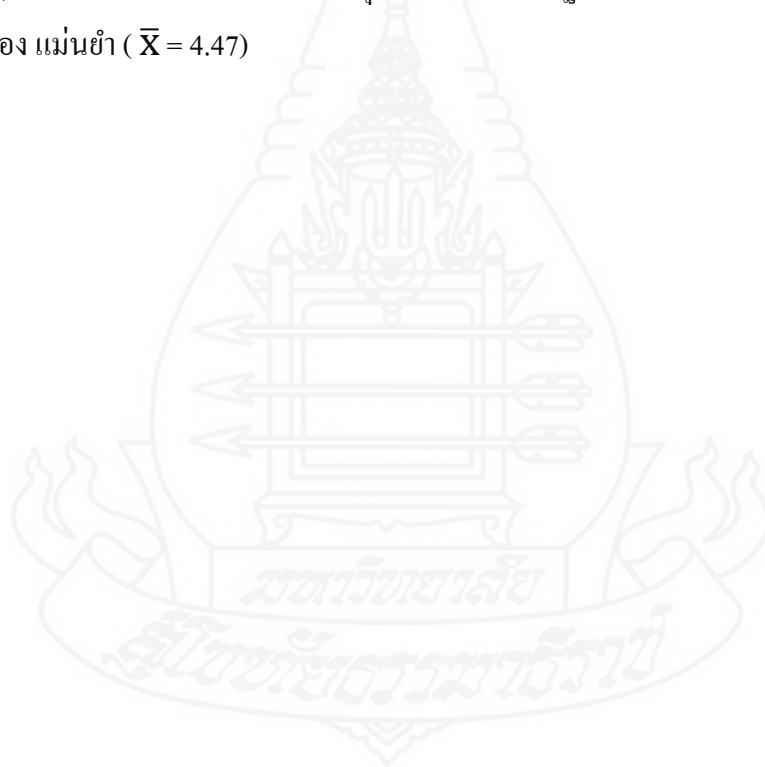 อง แม่นยำ ( X̄ = 4.47)
มหาวิทยาลัย
สุโขทัยธรรมาธิราช